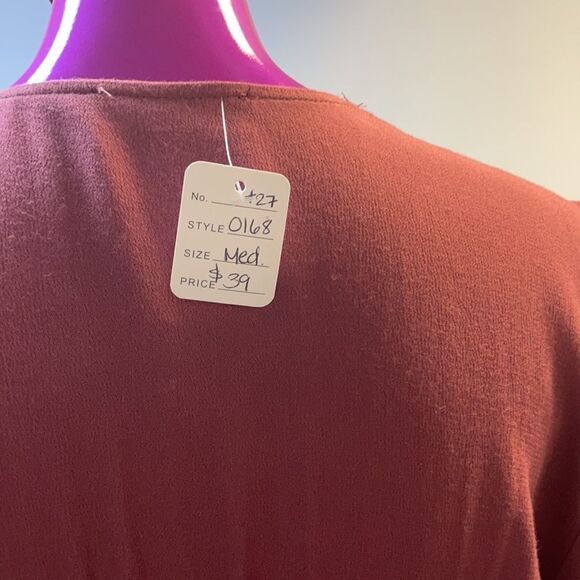 No. +27
STYLE 0168
SIZE Med.
PRICE $39